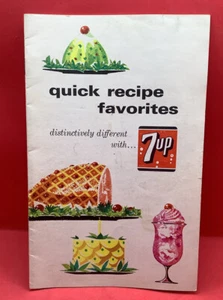 quick recipe
favorites
distinctively different
with...
7up